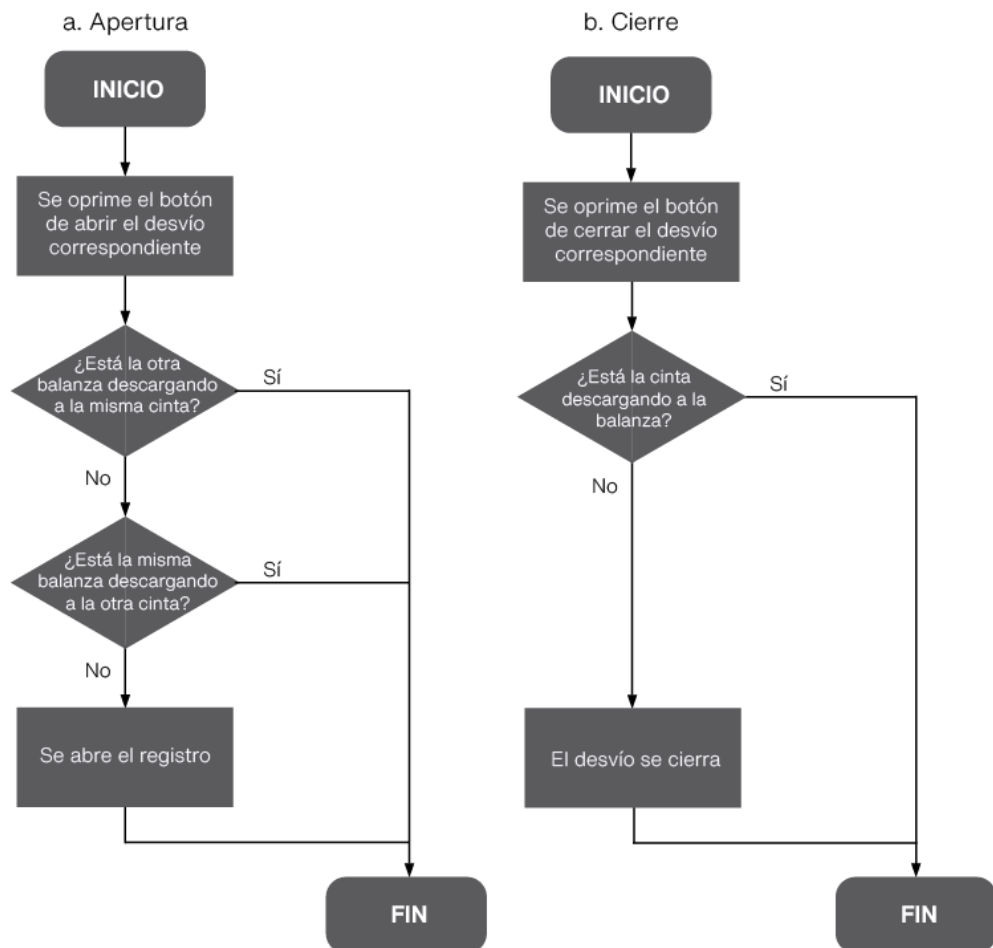 a. Apertura
INICIO
Se oprime el botón
de abrir el desvío
correspondiente
¿Está la otra
balanza descargando
a la misma cinta?
Sí
No
¿Está la misma
balanza descargando
a la otra cinta?
Sí
No
Se abre el registro
FIN
b. Cierre
INICIO
Se oprime el botón
de cerrar el desvío
correspondiente
¿Está la cinta
descargando a la
balanza?
Sí
No
El desvío se cierra
FIN